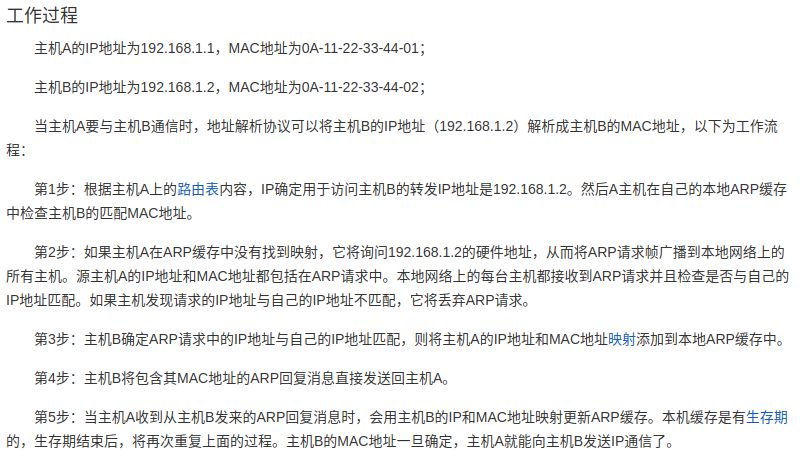 工作过程
主机A的IP地址为192.168.1.1，MAC地址为0A-11-22-33-44-01；
主机B的IP地址为192.168.1.2，MAC地址为0A-11-22-33-44-02；
当主机A要与主机B通信时，地址解析协议可以将主机B的IP地址（192.168.1.2）解析成主机B的MAC地址，以下为工作流
程：
第1步：根据主机A上的路由表内容，IP确定用于访问主机B的转发IP地址是192.168.1.2。然后A主机在自己的本地ARP缓存
中检查主机B的匹配MAC地址。
第2步：如果主机A在ARP缓存中没有找到映射，它将询问192.168.1.2的硬件地址，从而将ARP请求帧广播到本地网络上的
所有主机。源主机A的IP地址和MAC地址都包括在ARP请求中。本地网络上的每台主机都接收到ARP请求并且检查是否与自己的
IP地址匹配。如果主机发现请求的IP地址与自己的IP地址不匹配，它将丢弃ARP请求。
第3步：主机B确定ARP请求中的IP地址与自己的IP地址匹配，则将主机A的IP地址和MAC地址映射添加到本地ARP缓存中。
第4步：主机B将包含其MAC地址的ARP回复消息直接发送回主机A。
第5步：当主机A收到从主机B发来的ARP回复消息时，会用主机B的IP和MAC地址映射更新ARP缓存。本机缓存是有生存期
的，生存期结束后，将再次重复上面的过程。主机B的MAC地址一旦确定，主机A就能向主机B发送IP通信了。